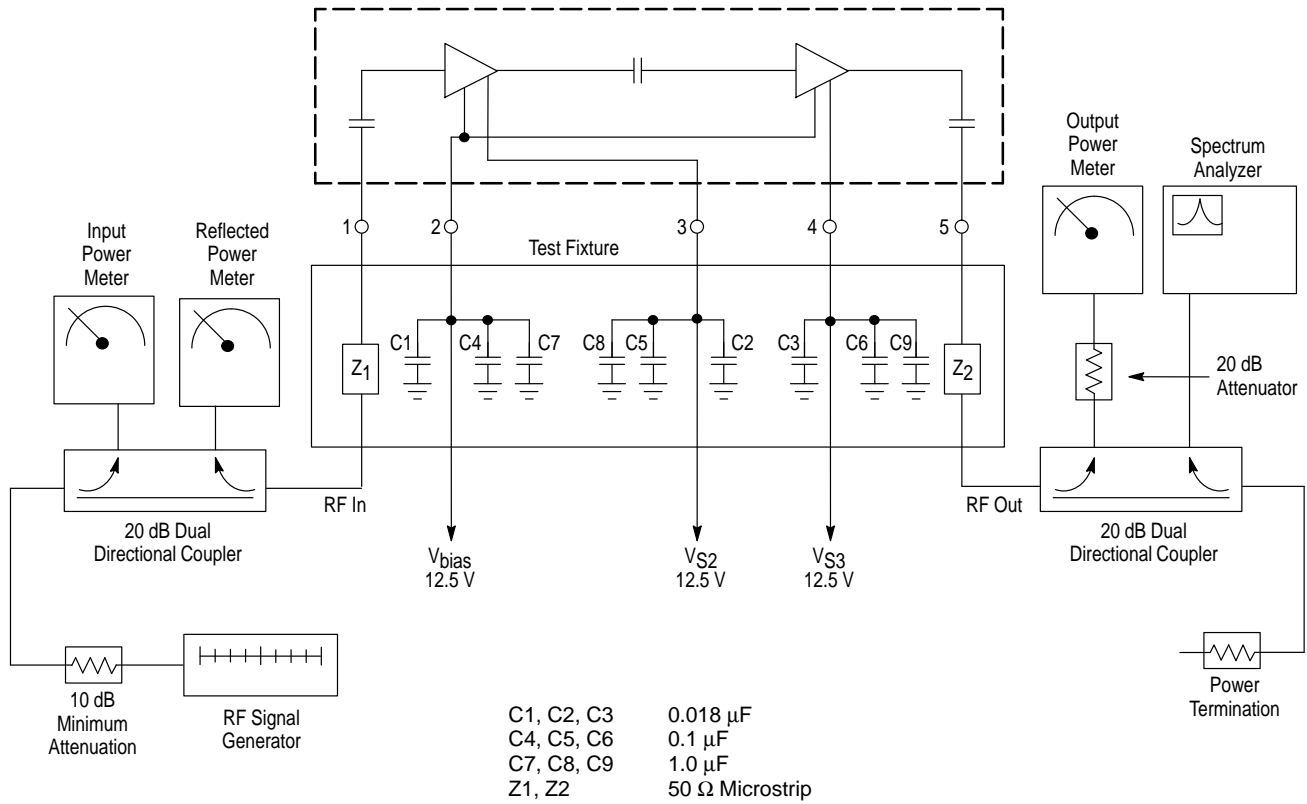 Output
Power
Meter
Spectrum
Analyzer
Input
Power
Meter
Reflected
Power
Meter
1
2
3
4
5
Test Fixture
Z1
C1
C4
C7
C8
C5
C2
C3
C6
C9
Z2
20 dB
Attenuator
RF In
RF Out
20 dB Dual
Directional Coupler
Vbias
12.5 V
VS2
12.5 V
VS3
12.5 V
20 dB Dual
Directional Coupler
10 dB
Minimum
Attenuation
RF Signal
Generator
Power
Termination
C1, C2, C3 0.018 μF
C4, C5, C6 0.1 μF
C7, C8, C9 1.0 μF
Z1, Z2 50 Ω Microstrip